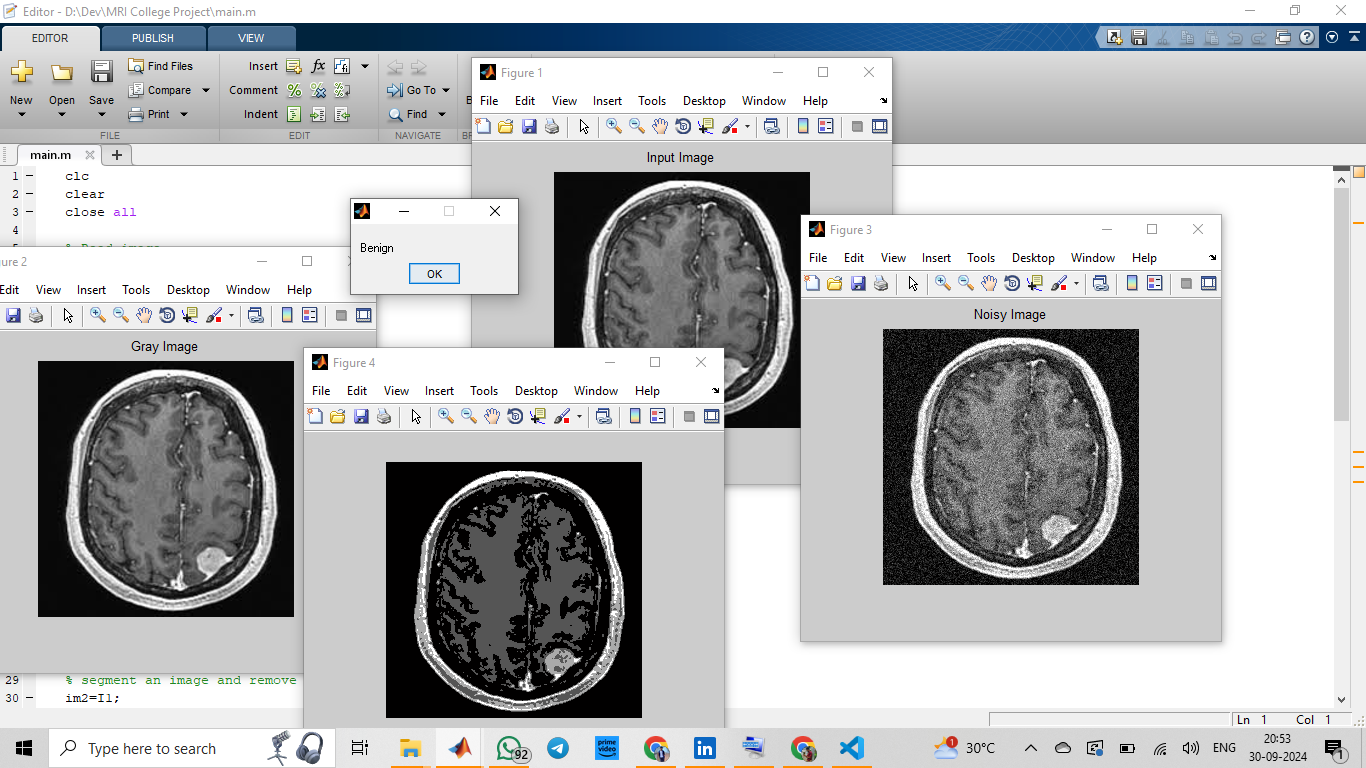 Editor - D:\Dev\MRI College Project\main.m
EDITOR PUBLISH VIEW
New Open Save
Find Files
Compare
Print
FILE
Insert fx
Comment
Indent
EDIT
Go To
Find
NAVIGATE
main.m
1 clc
2 clear
3 close all
4
29 % segment an image and remove
30 im2=I1;
Figure 1
File Edit View Insert Tools Desktop Window Help
Input Image
Benign
OK
Edit View Insert Tools Desktop Window Help
Gray Image
Figure 3
File Edit View Insert Tools Desktop Window Help
Noisy Image
Figure 4
File Edit View Insert Tools Desktop Window Help
Ln 1 Col 1
Type here to search
92
prime video
1
30°C
ENG
20:53
30-09-2024
1